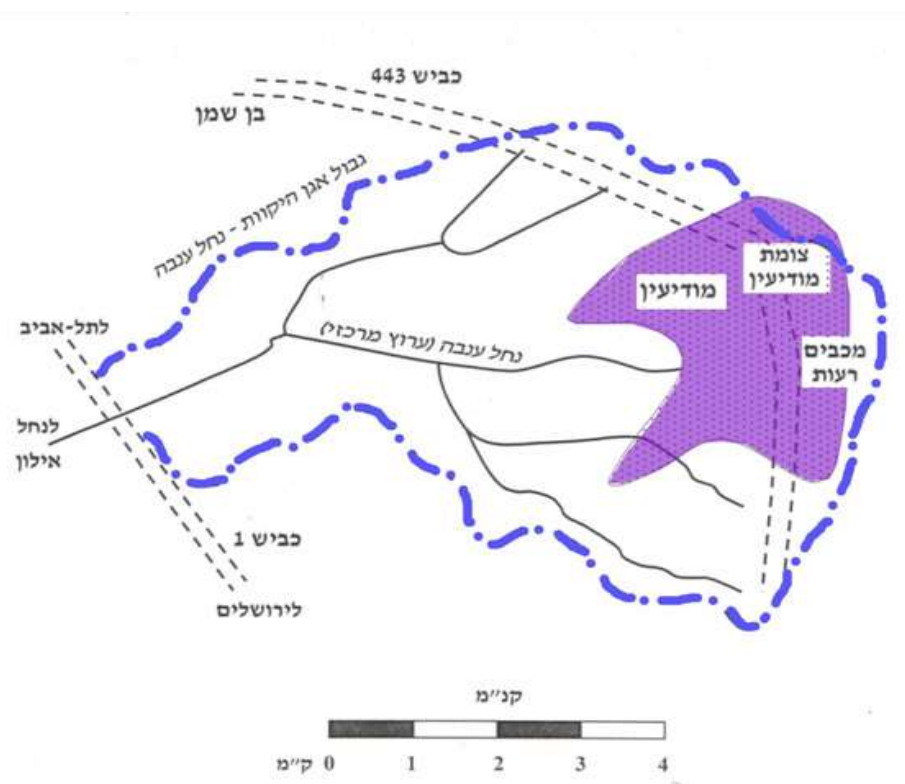 כביש 443
בן שמן
גבול אגן היקוות - נחל ענבה
צומת
מודיעין
מודיעין
לתל-אביב
נחל ענבה (ערוץ מרכזי)
מכבים
רעות
לנחל
אילון
כביש 1
לירושלים
קנ"מ
ק"מ 0 1 2 3 4